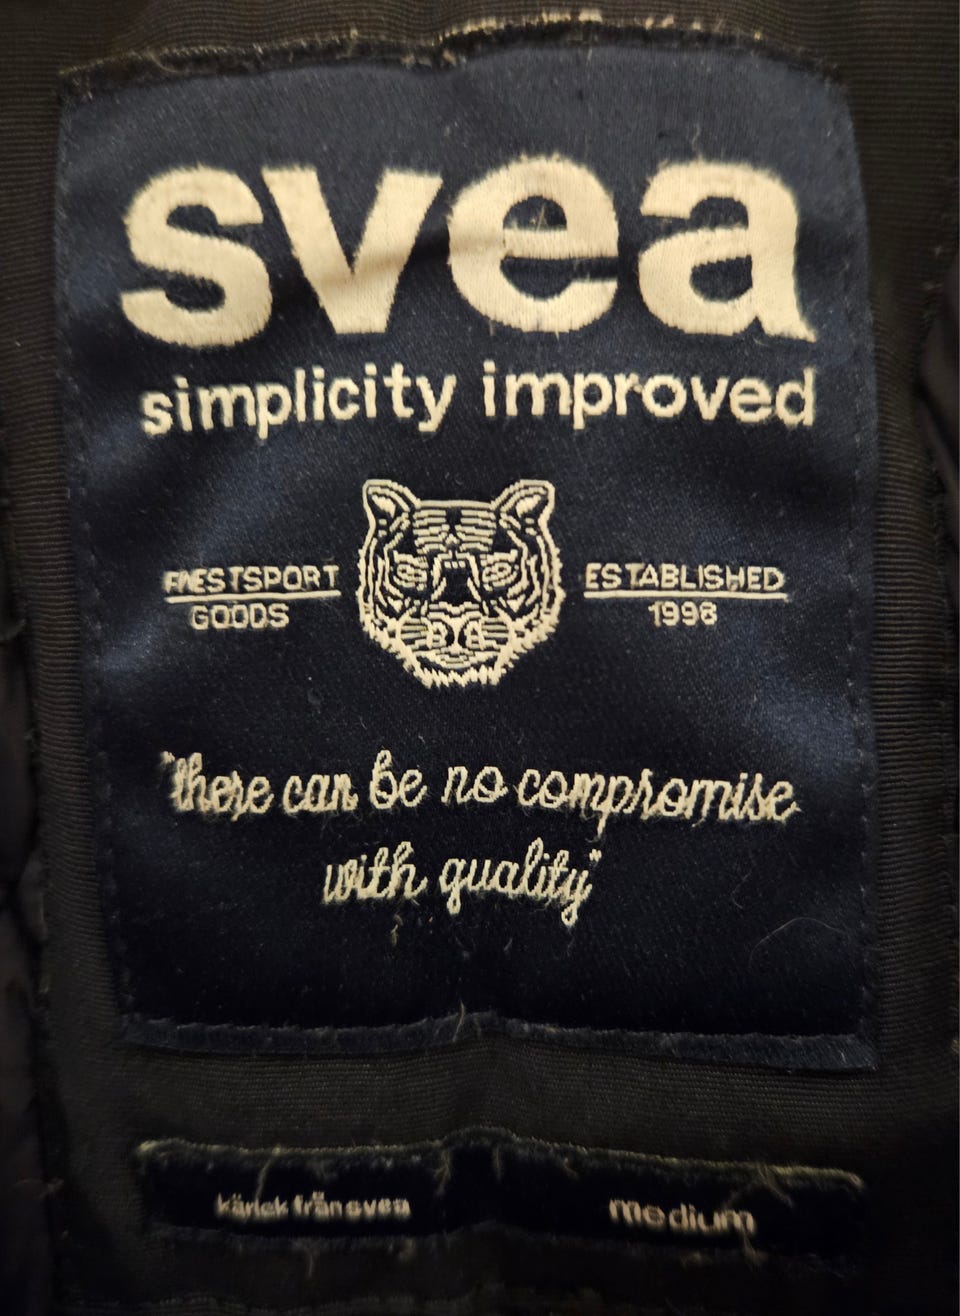 svea
simplicity improved
FINESTSPORT
GOODS
ESTABLISHED
1998
"there can be no compromise
with quality"
kärlek från svea
medium